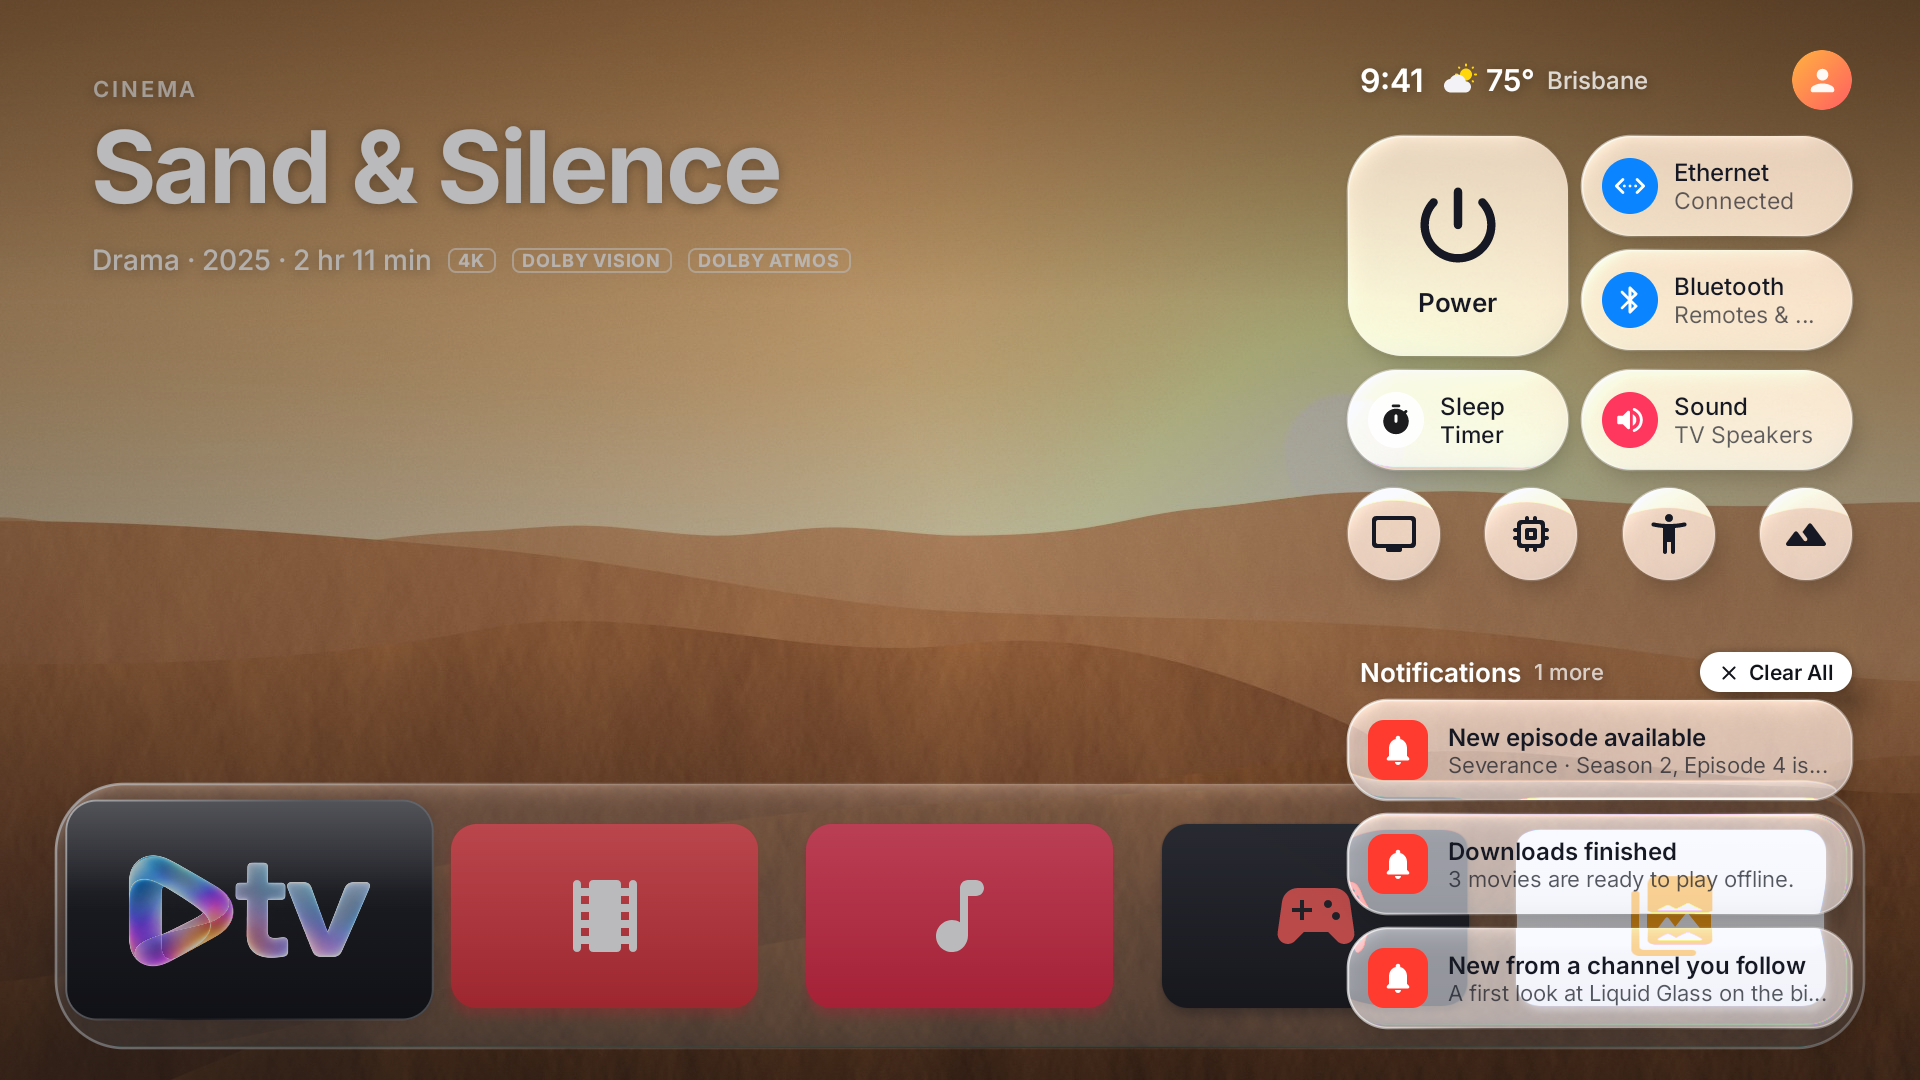 CINEMA
Sand & Silence
Drama · 2025 · 2 hr 11 min 4K DOLBY VISION DOLBY ATMOS
9:41 75° Brisbane
Power
Ethernet
Connected
Bluetooth
Remotes & ...
Sleep
Timer
Sound
TV Speakers
Notifications 1 more Clear All
New episode available
Severance · Season 2, Episode 4 is...
Downloads finished
3 movies are ready to play offline.
New from a channel you follow
A first look at Liquid Glass on the bi...
tv